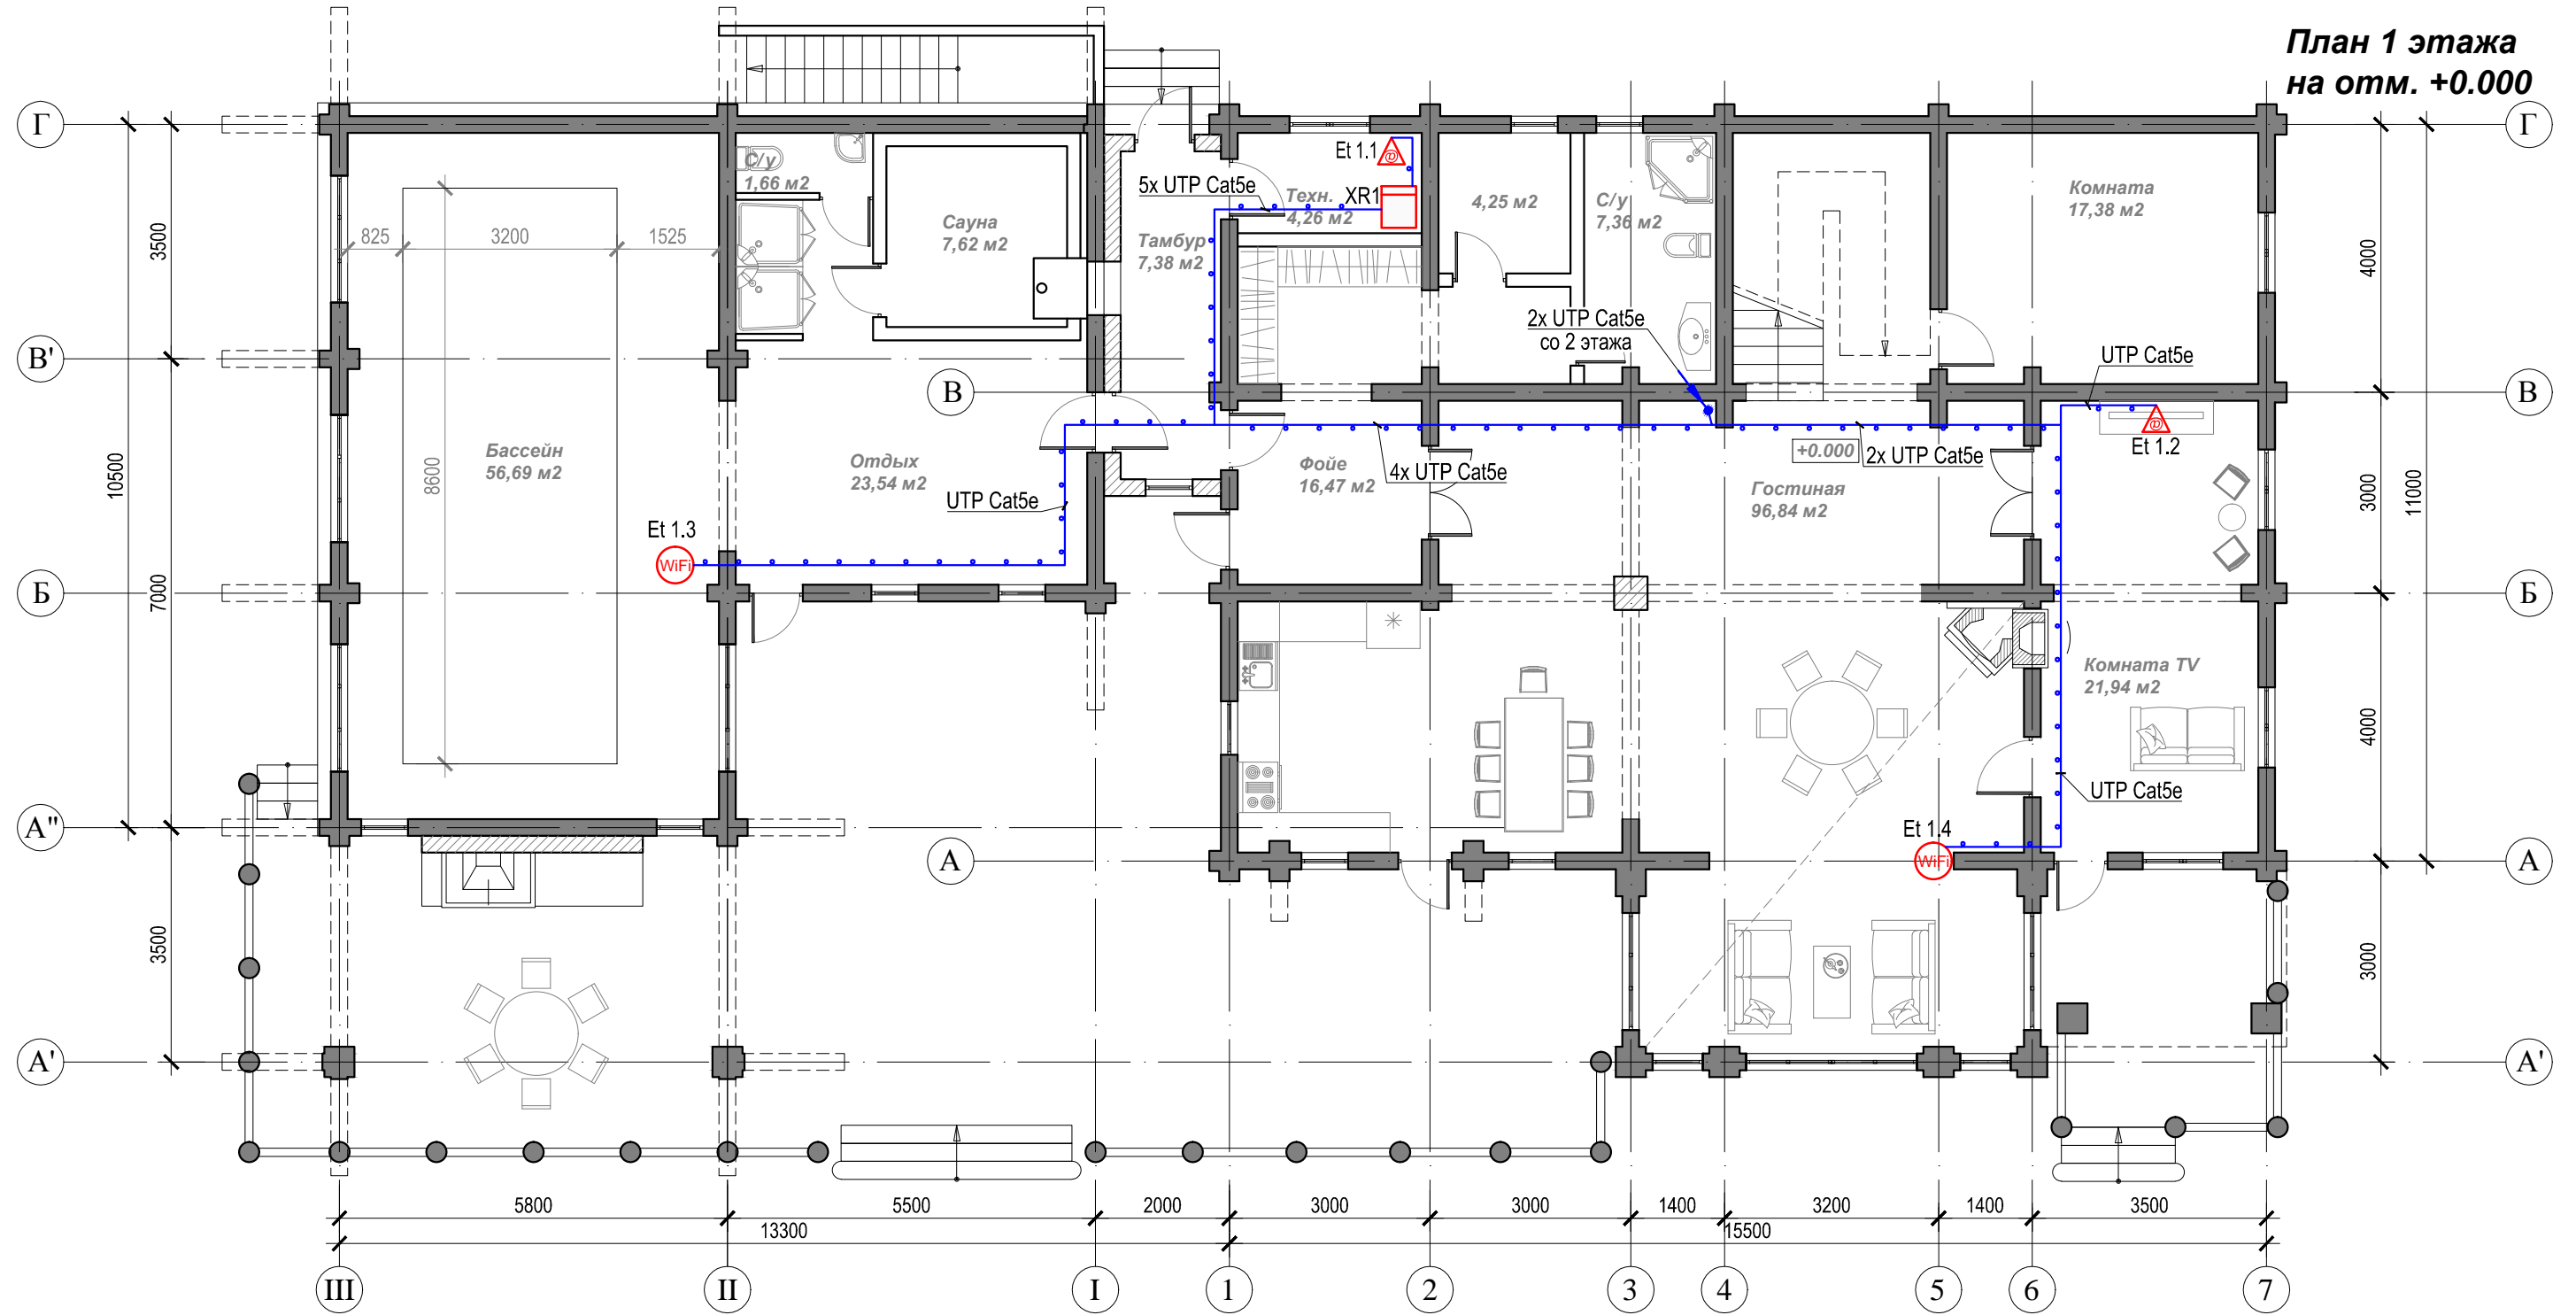 План 1 этажа
на отм. +0.000
Г
Г
Et 1.1
С/у
1,66 м2
5x UTP Cat5e
Техн.
4,26 м2
XR1
4,25 м2
С/у
7,36 м2
Комната
17,38 м2
825
3200
1525
Сауна
7,62 м2
Тамбур
7,38 м2
3500
4000
2x UTP Cat5e
со 2 этажа
UTP Cat5e
В'
В
В
Бассейн
56,69 м2
8600
10500
Отдых
23,54 м2
UTP Cat5e
Фойе
16,47 м2
4x UTP Cat5e
+0.000
2x UTP Cat5e
Et 1.2
Гостиная
96,84 м2
3000
11000
Et 1.3
WiFi
Б
7000
Б
Комната TV
21,94 м2
4000
UTP Cat5e
А"
А
Et 1.4
WiFi
А
3500
3000
А'
А'
5800
5500
2000
3000
3000
1400
3200
1400
3500
13300
15500
III
II
I
1
2
3
4
5
6
7